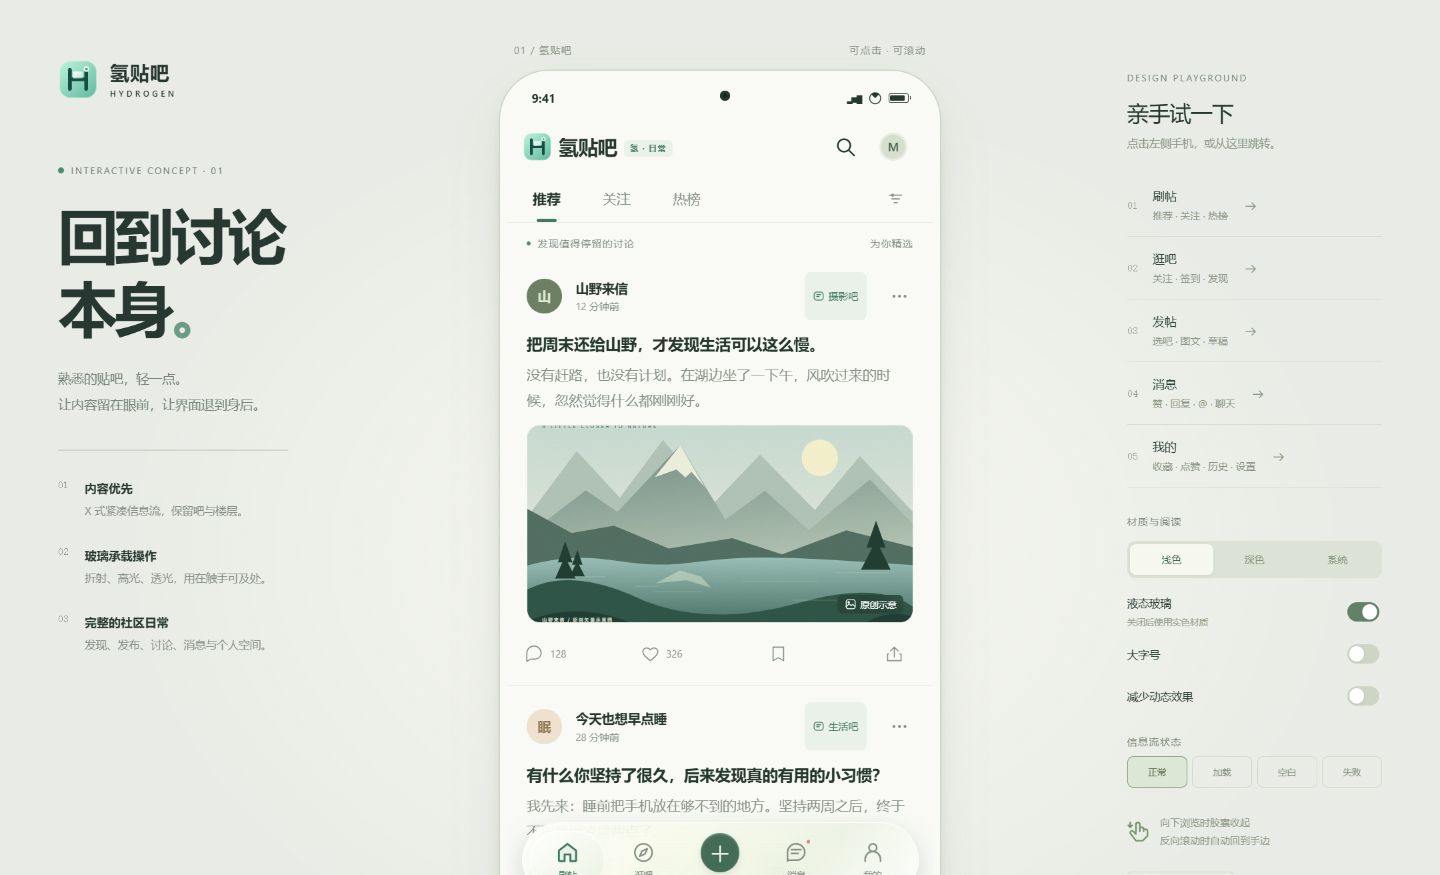 氢贴吧
HYDROGEN
INTERACTIVE CONCEPT · 01
回到讨论
本身。
熟悉的贴吧，轻一点。
让内容留在眼前，让界面退到身后。
01
内容优先
X 式紧凑信息流，保留吧与楼层。
02
玻璃承载操作
折射、高光、透光，用在触手可及处。
03
完整的社区日常
发现、发布、讨论、消息与个人空间。
01 / 氢贴吧
可点击 · 可滚动
9:41
氢贴吧
氢 · 日常
M
推荐
关注
热榜
发现值得停留的讨论
为你精选
山
山野来信
12 分钟前
摄影吧
把周末还给山野，才发现生活可以这么慢。
没有赶路，也没有计划。在湖边坐了一下午，风吹过来的时
候，忽然觉得什么都刚刚好。
A LITTLE CLOSER TO NATURE
原创示意
128
326
眠
今天也想早点睡
28 分钟前
生活吧
有什么你坚持了很久，后来发现真的有用的小习惯？
我先来：睡前把手机放在够不到的地方。坚持两周之后，终于
不
刷帖
逛吧
消息
我的
DESIGN PLAYGROUND
亲手试一下
点击左侧手机，或从这里跳转。
01
刷帖
推荐 · 关注 · 热榜
02
逛吧
关注 · 签到 · 发现
03
发帖
选吧 · 图文 · 草稿
04
消息
赞 · 回复 · @ · 聊天
05
我的
收藏 · 点赞 · 历史 · 设置
材质与阅读
浅色
深色
系统
液态玻璃
关闭后使用实色材质
大字号
减少动态效果
信息流状态
正常
加载
空白
失败
向下浏览时胶囊收起
反向滚动时自动回到手边